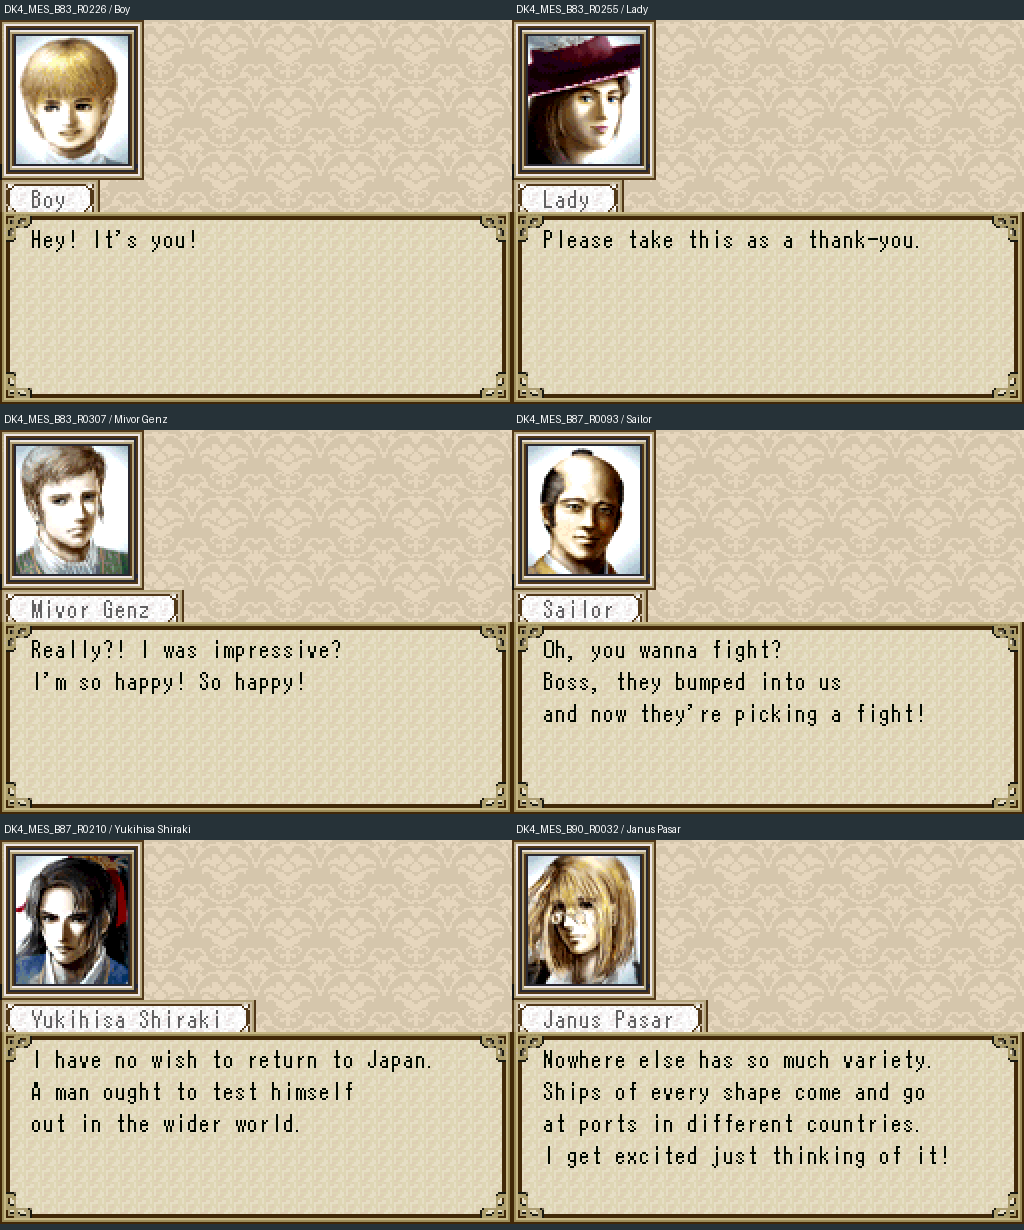 DK4_MES_B83_R0226 / Boy
Boy
Hey! It's you!
DK4_MES_B83_R0255 / Lady
Lady
Please take this as a thank-you.
DK4_MES_B83_R0307 / Mivor Genz
Mivor Genz
Really?! I was impressive?
I'm so happy! So happy!
DK4_MES_B87_R0093 / Sailor
Sailor
Oh, you wanna fight?
Boss, they bumped into us
and now they're picking a fight!
DK4_MES_B87_R0210 / Yukihisa Shiraki
Yukihisa Shiraki
I have no wish to return to Japan.
A man ought to test himself
out in the wider world.
DK4_MES_B90_R0032 / Janus Pasar
Janus Pasar
Nowhere else has so much variety.
Ships of every shape come and go
at ports in different countries.
I get excited just thinking of it!